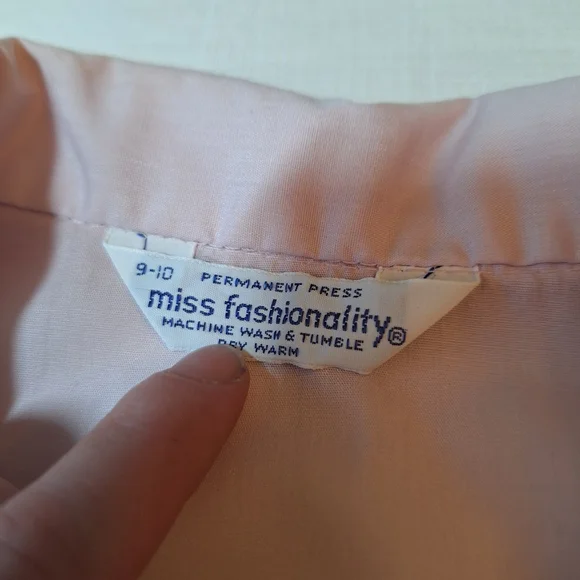 9-10 PERMANENT PRESS
miss fashionality®
MACHINE WASH & TUMBLE
DRY WARM